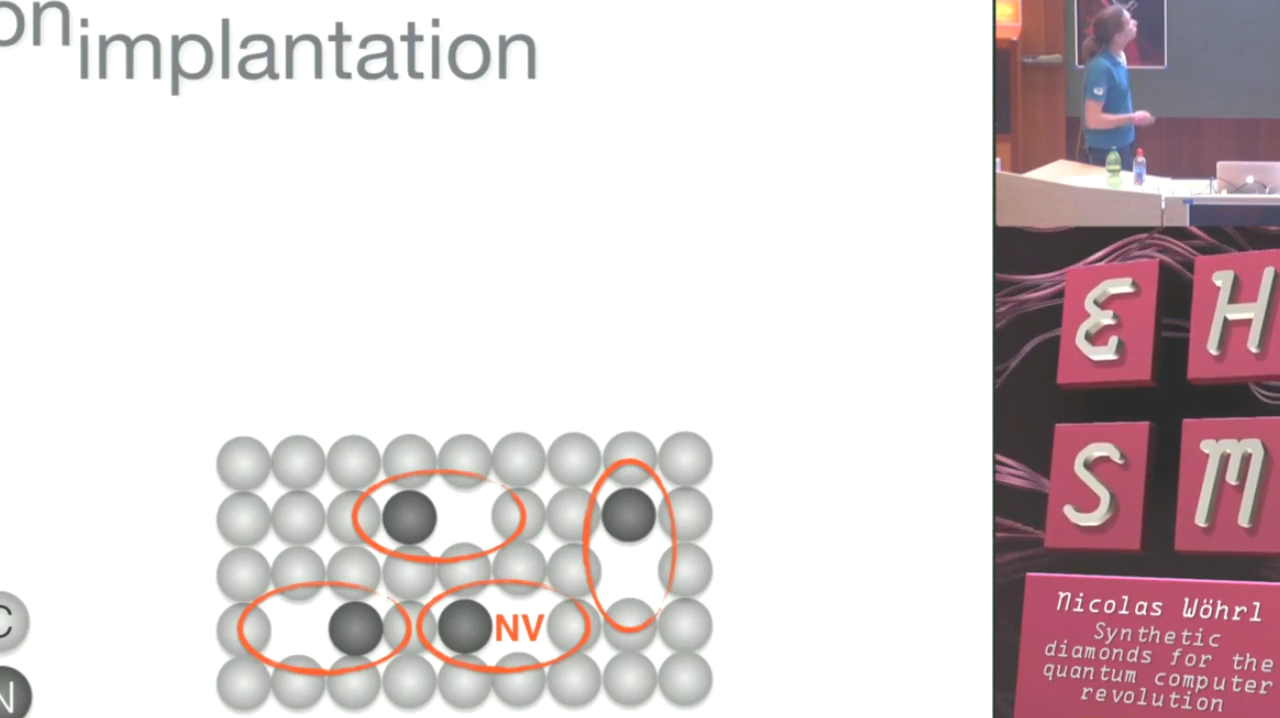 on
implantation
NV
C
N
E H
S M
Nicolas Wöhrl
Synthetic
diamonds for the
quantum computer
revolution